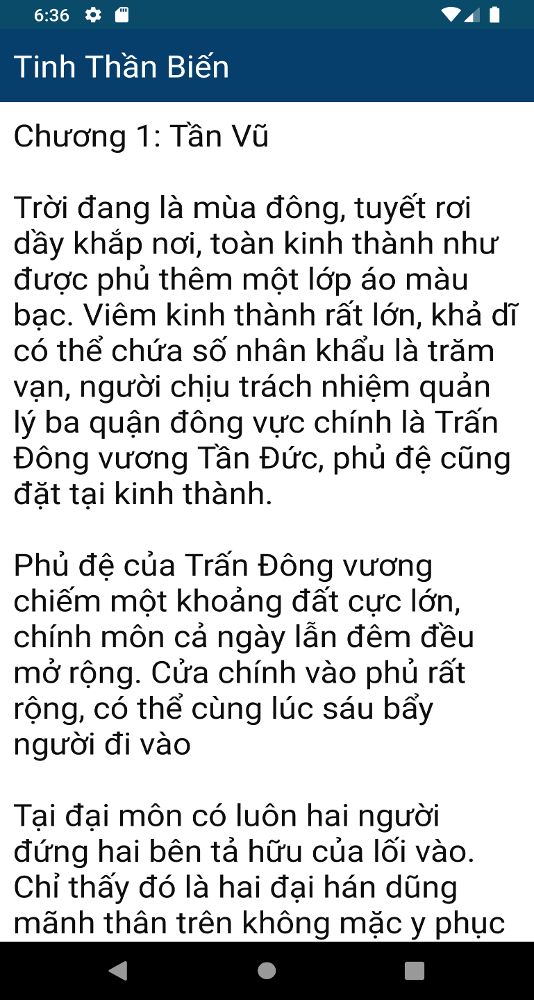 6:36
Tinh Thần Biến
Chương 1: Tần Vũ
Trời đang là mùa đông, tuyết rơi
dầy khắp nơi, toàn kinh thành như
được phủ thêm một lớp áo màu
bạc. Viêm kinh thành rất lớn, khả dĩ
có thể chứa số nhân khẩu là trăm
vạn, người chịu trách nhiệm quản
lý ba quận đông vực chính là Trấn
Đông vương Tần Đức, phủ đệ cũng
đặt tại kinh thành.
Phủ đệ của Trấn Đông vương
chiếm một khoảng đất cực lớn,
chính môn cả ngày lẫn đêm đều
mở rộng. Cửa chính vào phủ rất
rộng, có thể cùng lúc sáu bẩy
người đi vào
Tại đại môn có luôn hai người
đứng hai bên tả hữu của lối vào.
Chỉ thấy đó là hai đại hán dũng
mãnh thân trên không mặc y phục